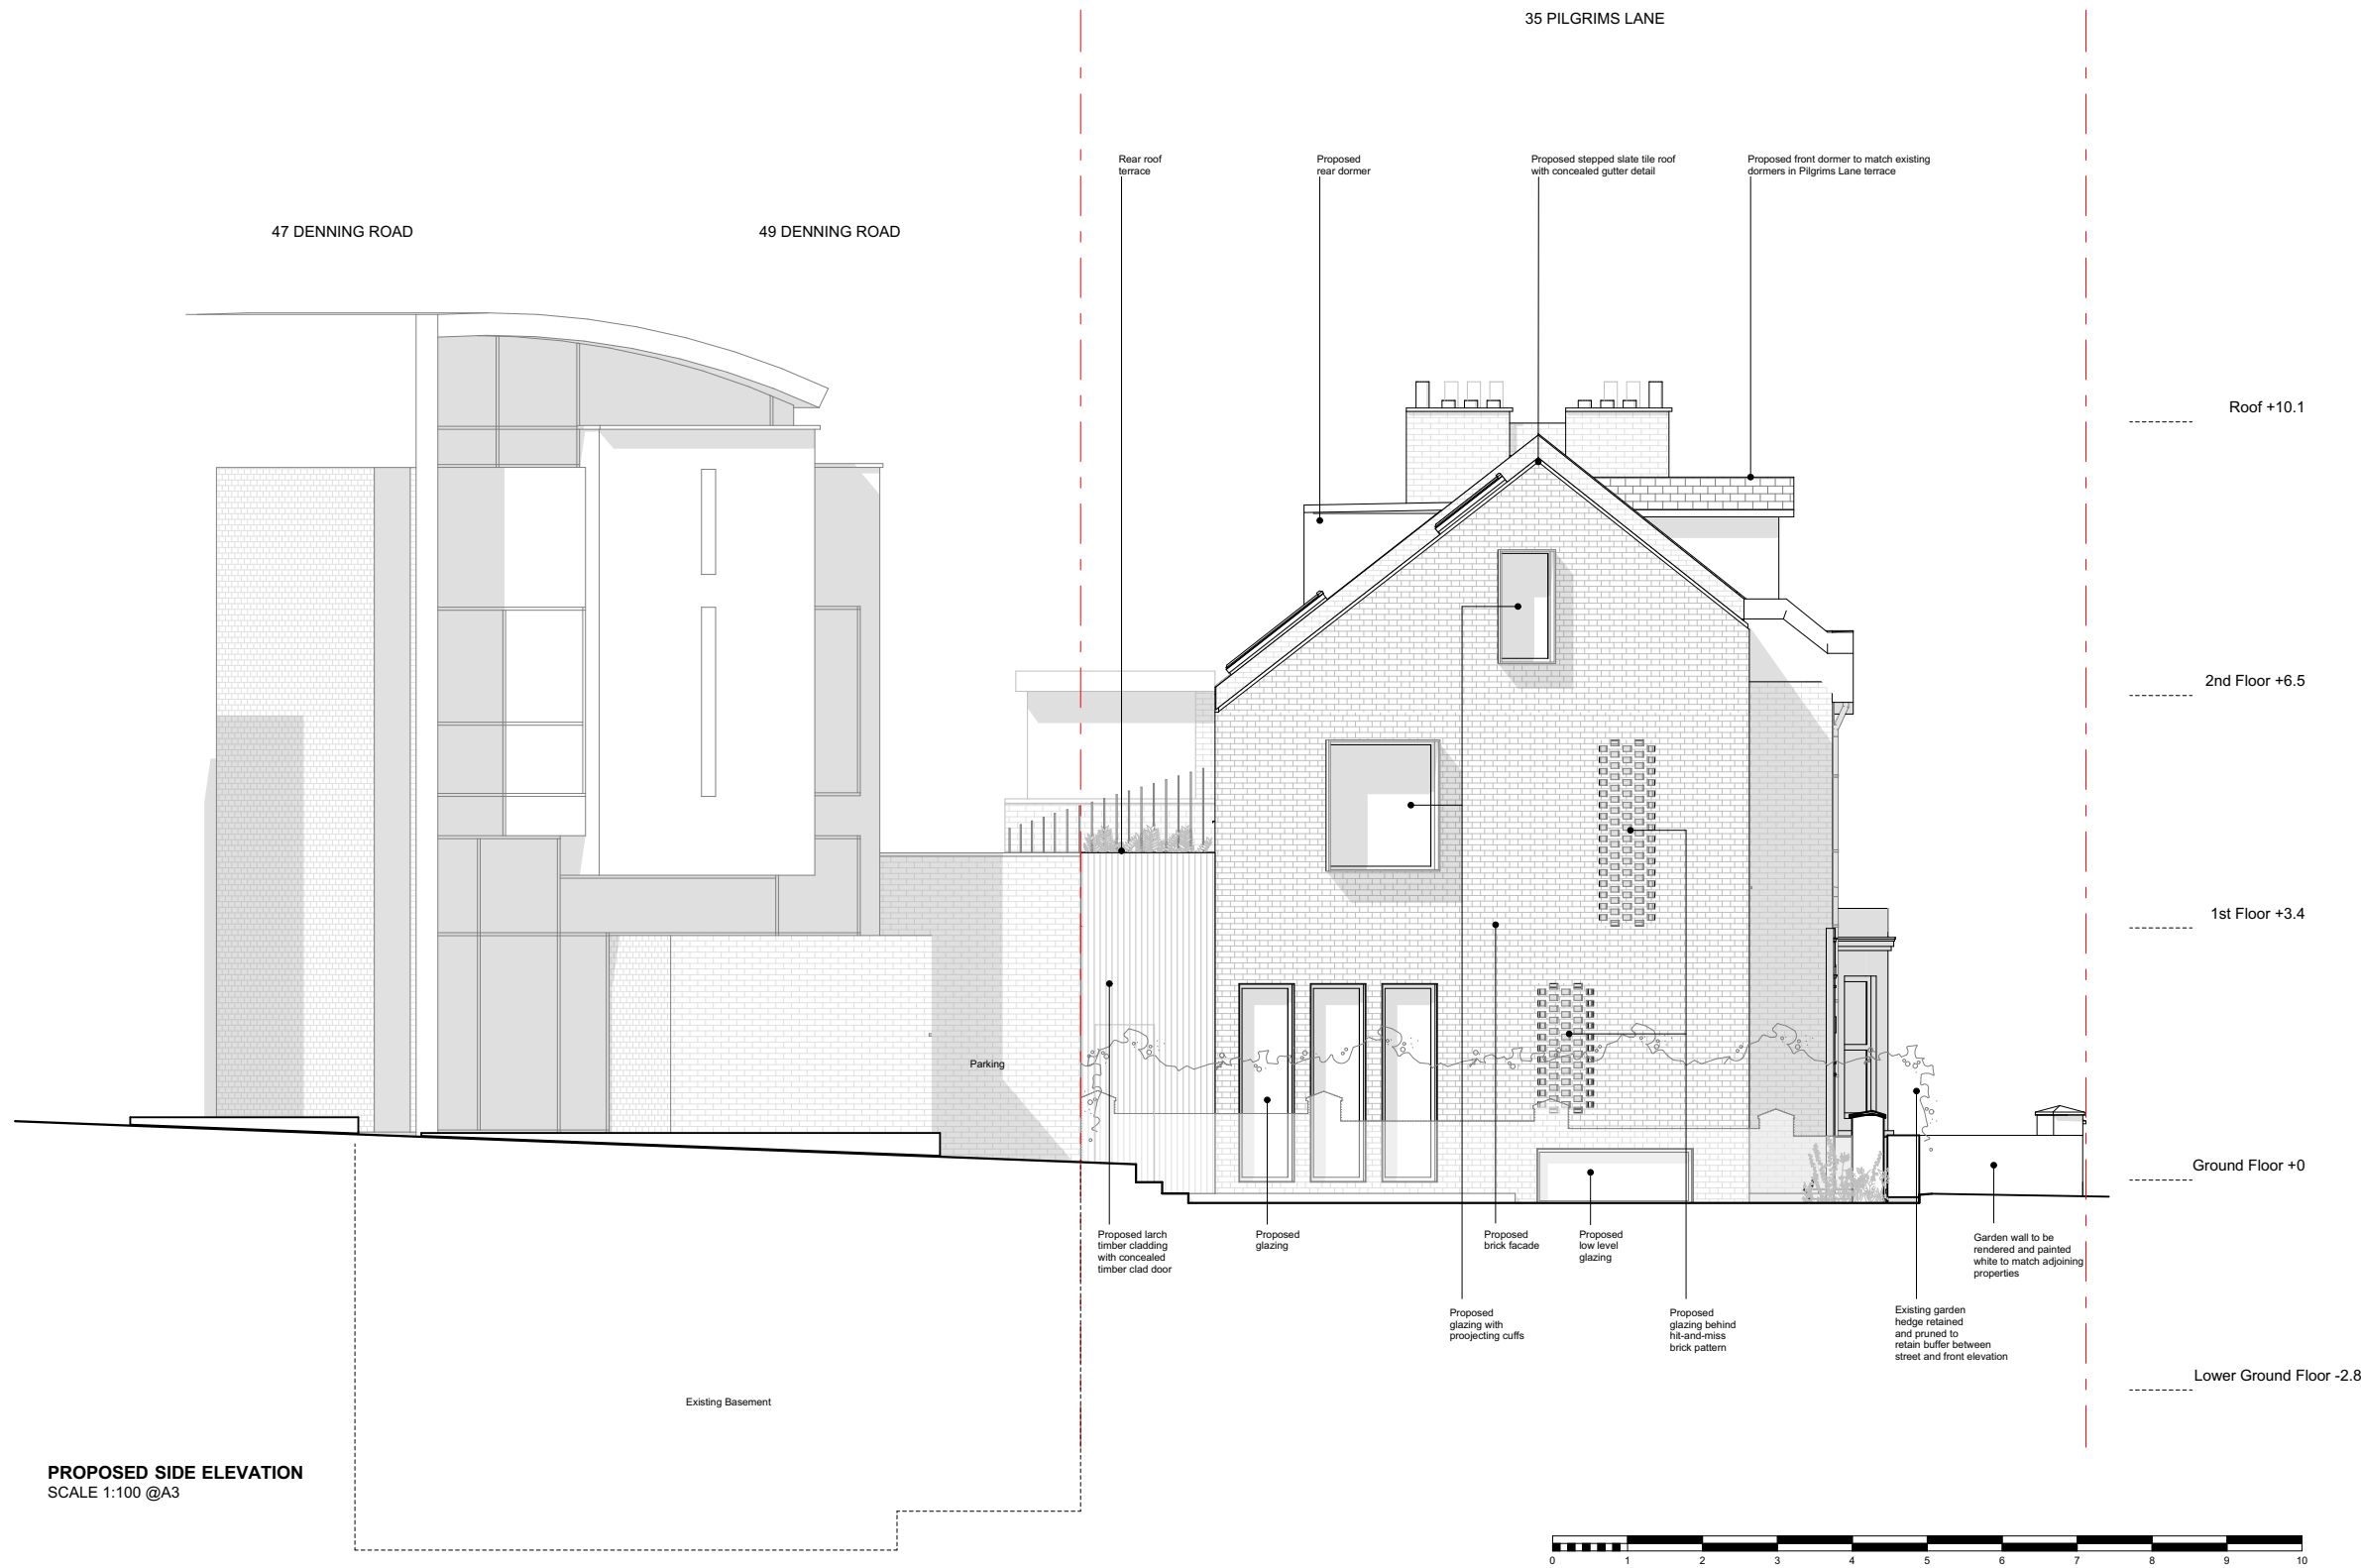 35 PILGRIMS LANE
Rear roof
terrace
Proposed
rear dormer
Proposed stepped slate tile roof
with concealed gutter detail
Proposed front dormer to match existing
dormers in Pilgrims Lane terrace
47 DENNING ROAD
49 DENNING ROAD
Roof +10.1
2nd Floor +6.5
1st Floor +3.4
Parking
Ground Floor +0
Proposed larch
timber cladding
with concealed
timber clad door
Proposed
glazing
Proposed
brick facade
Proposed
low level
glazing
Garden wall to be
rendered and painted
white to match adjoining
properties
Proposed
glazing with
proojecting cuffs
Proposed
glazing behind
hit-and-miss
brick pattern
Existing garden
hedge retained
and pruned to
retain buffer between
street and front elevation
Lower Ground Floor -2.8
Existing Basement
PROPOSED SIDE ELEVATION
SCALE 1:100 @A3
0 1 2 3 4 5 6 7 8 9 10